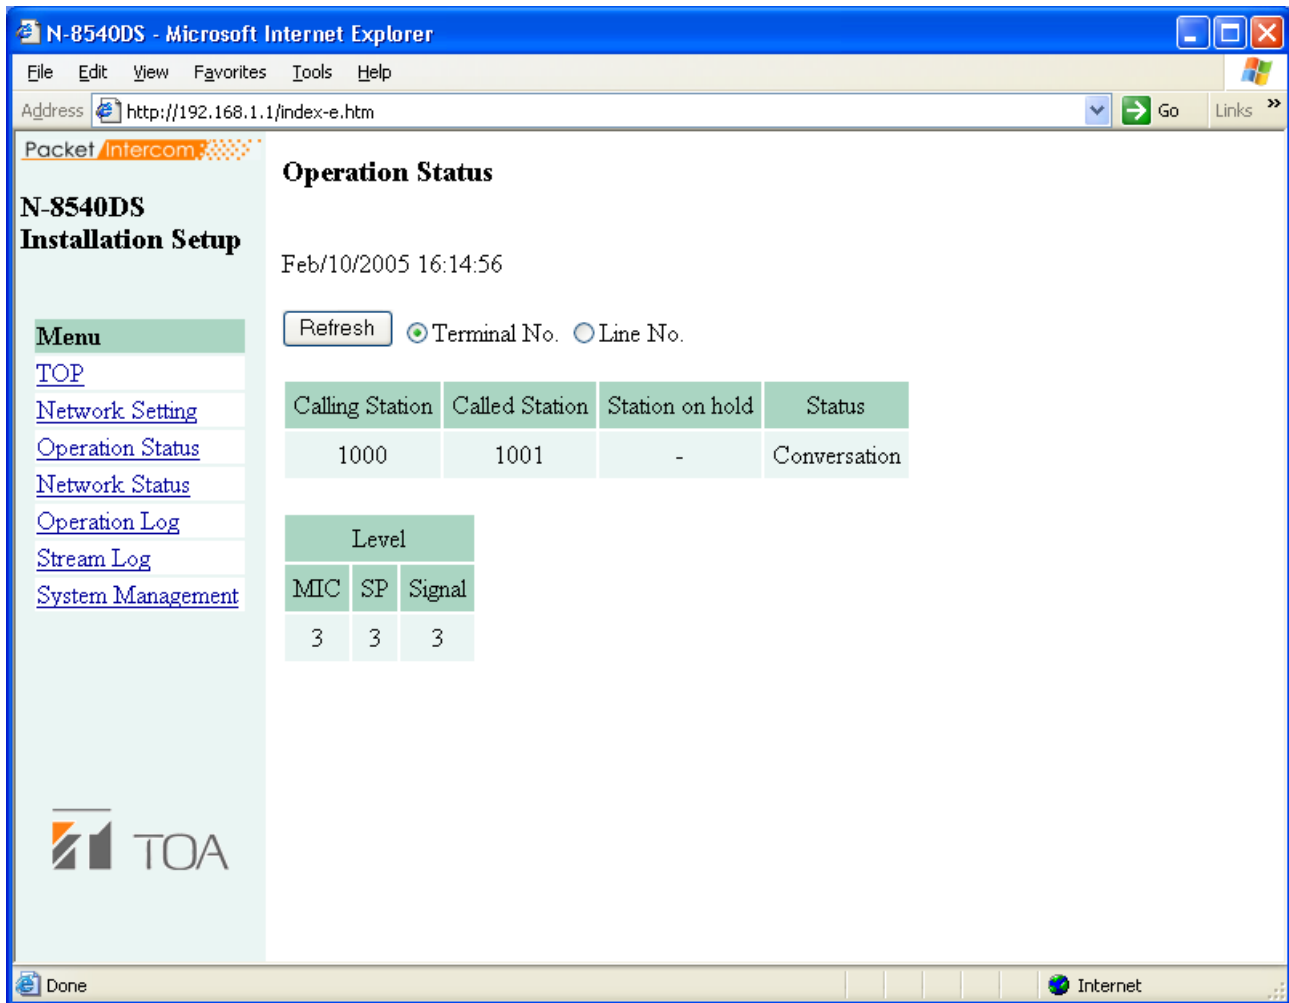 N-8540DS - Microsoft Internet Explorer
File Edit View Favorites Tools Help
Address http://192.168.1.1/index-e.htm Go Links »
Packet Intercom
N-8540DS
Installation Setup
Menu
TOP
Network Setting
Operation Status
Network Status
Operation Log
Stream Log
System Management
TOA
Operation Status
Feb/10/2005 16:14:56
Refresh Terminal No. Line No.
Calling Station Called Station Station on hold Status
1000 1001 - Conversation
Level
MIC SP Signal
3 3 3
Done Internet